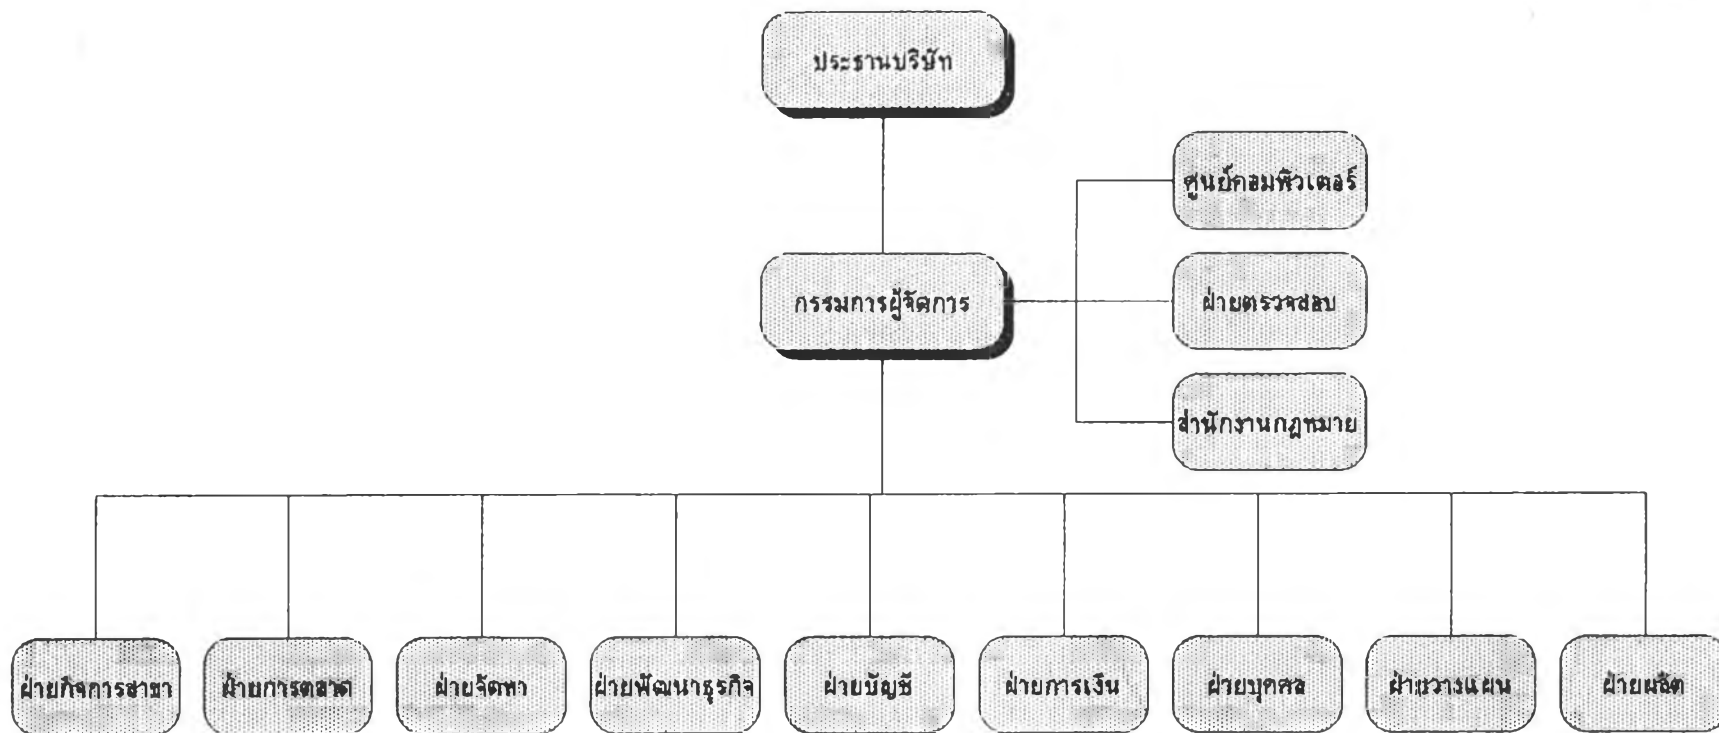 ประธานบริษัท
ศูนย์คอมพิวเตอร์
กรรมการผู้จัดการ
ฝ่ายตรวจสอบ
สำนักงานกฎหมาย
ฝ่ายกิจการสาขา
ฝ่ายการตลาด
ฝ่ายจัดหา
ฝ่ายพัฒนาธุรกิจ
ฝ่ายบัญชี
ฝ่ายการเงิน
ฝ่ายบุคคล
ฝ่ายวางแผน
ฝ่ายผลิต